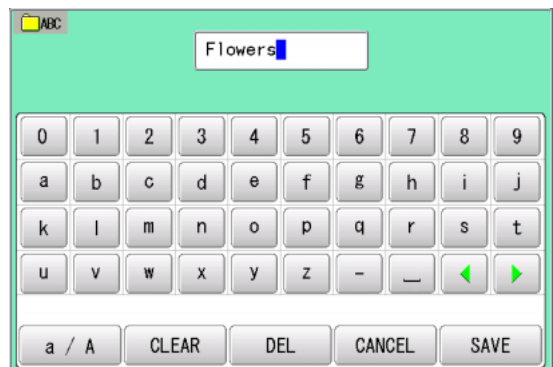 ABC
Flowers
0 1 2 3 4 5 6 7 8 9
a b c d e f g h i j
k l m n o p q r s t
u v w x y z - _
a / A CLEAR DEL CANCEL SAVE